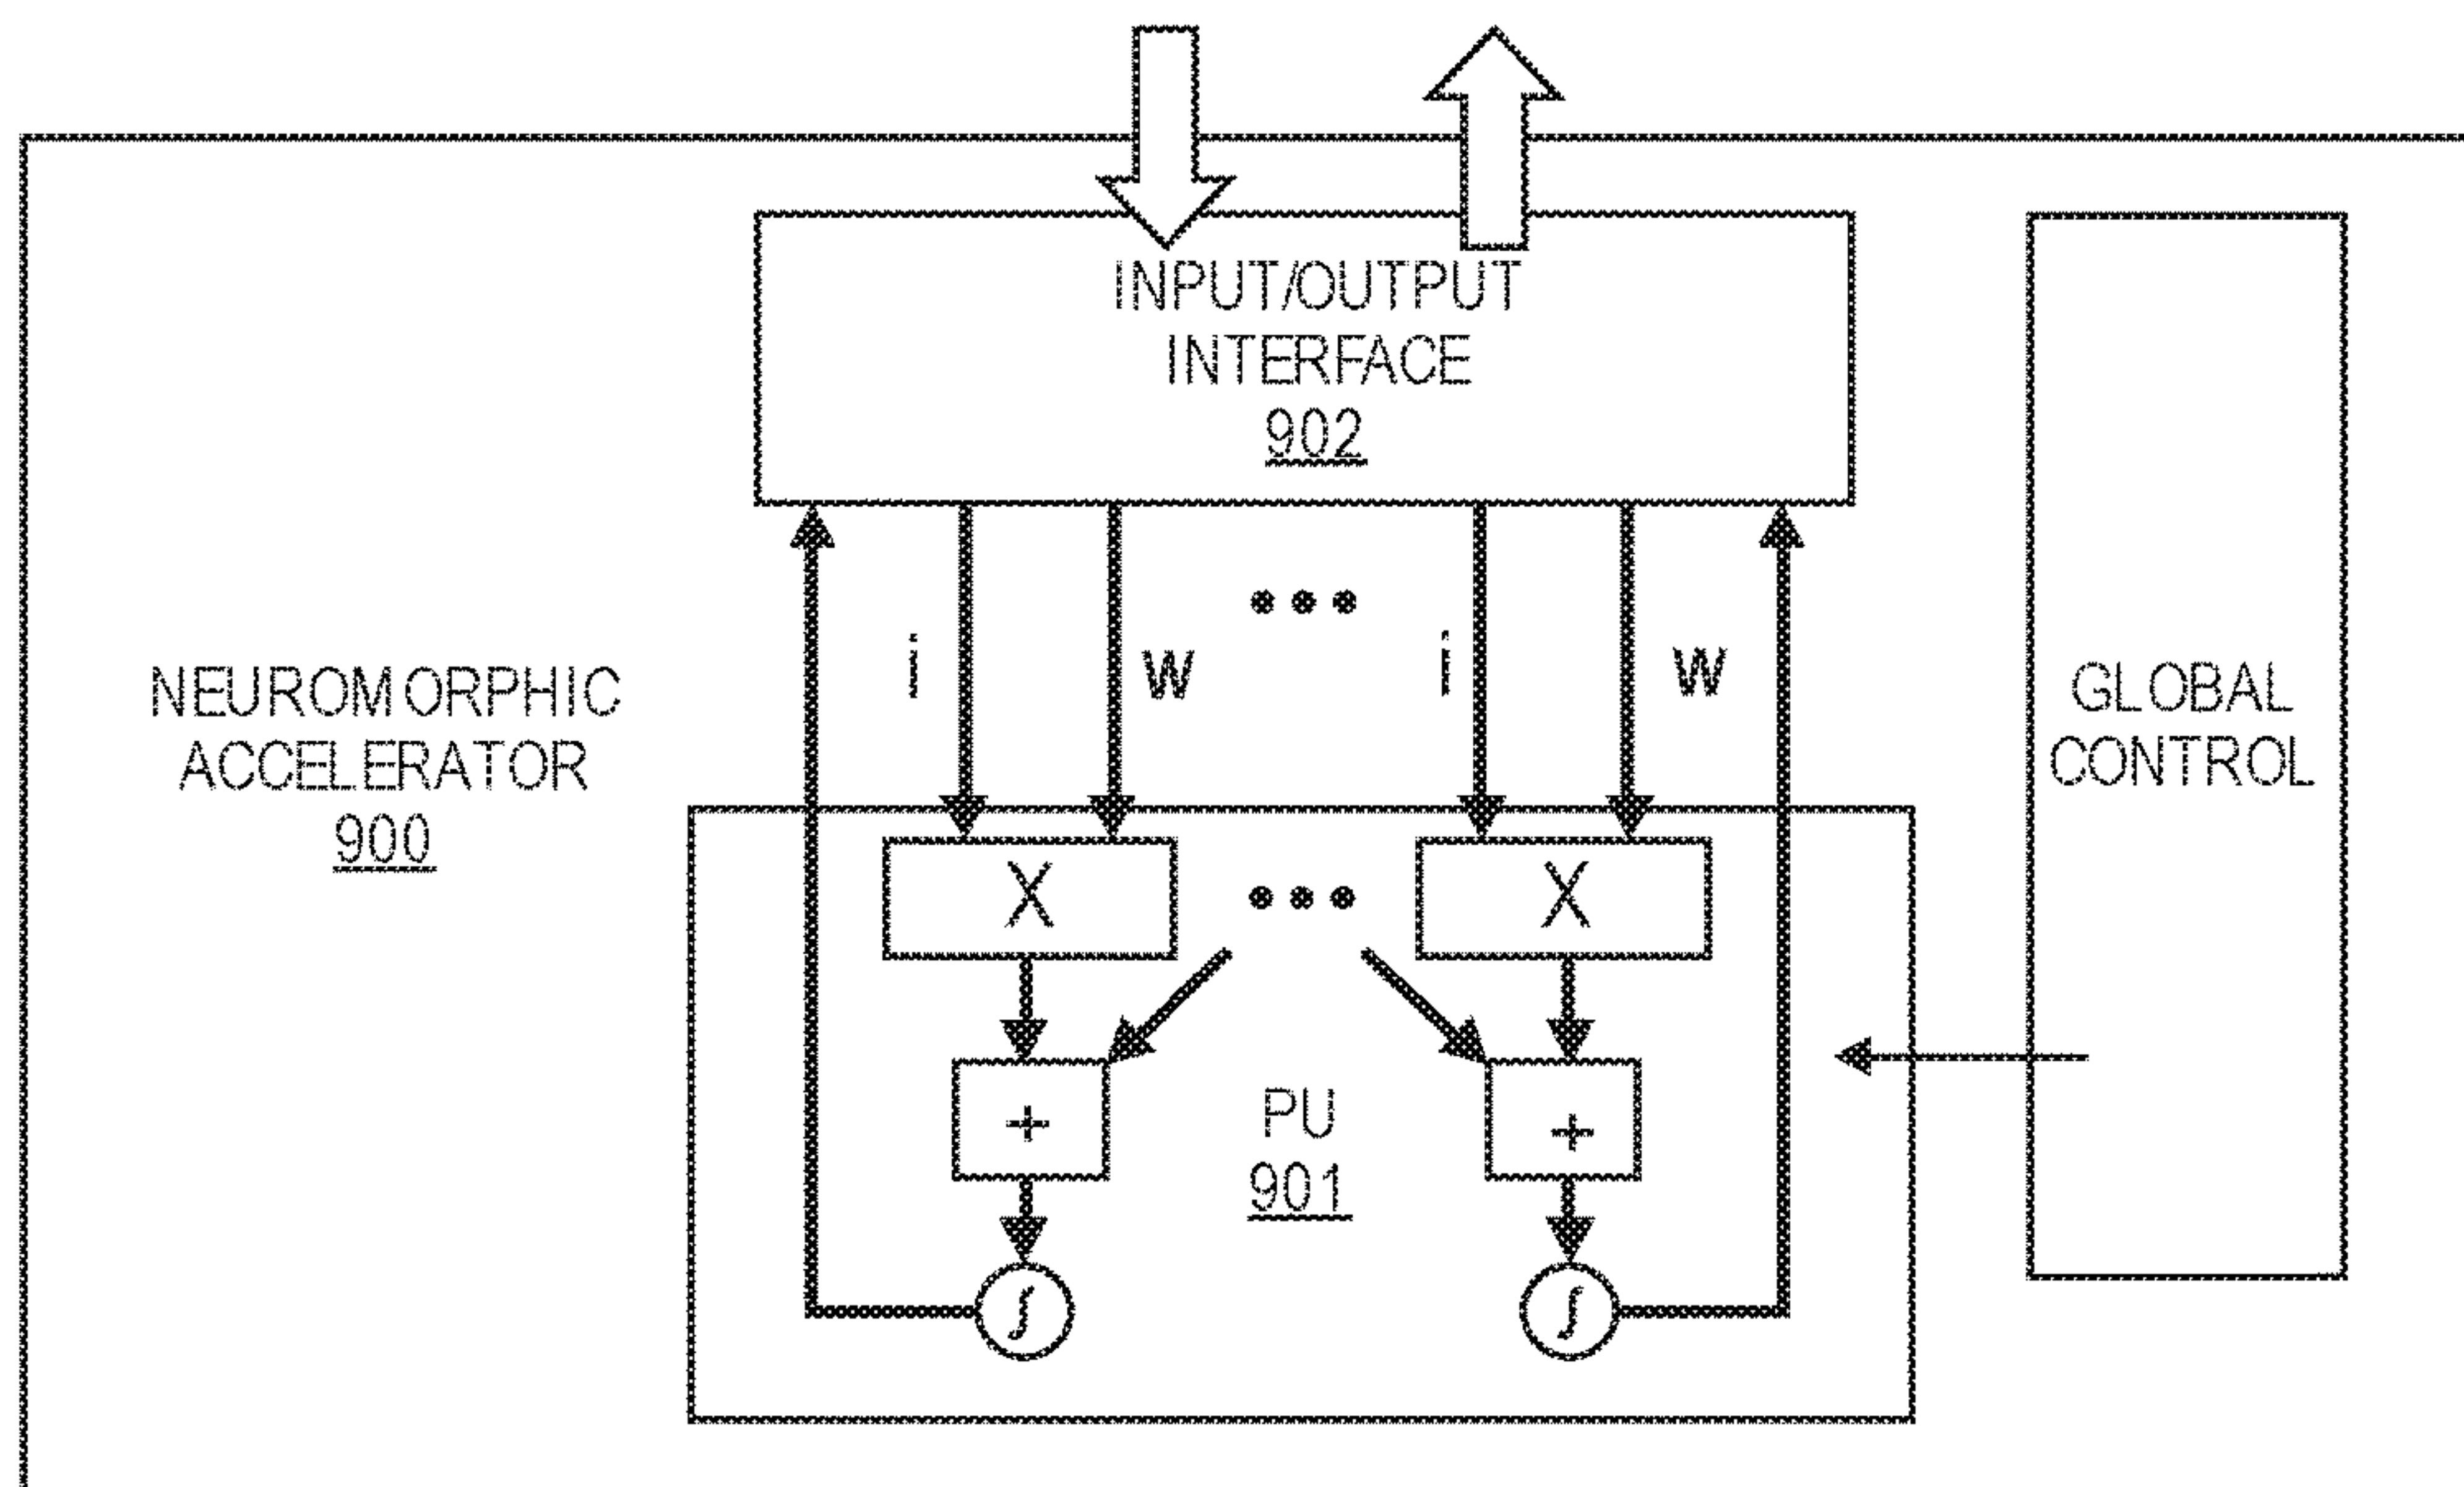 INPUT/OUTPUT
INTERFACE
902
i
W
i
W
NEUROMORPHIC
ACCELERATOR
900
GLOBAL
CONTROL
X
X
+
+
PU
901
∫
∫